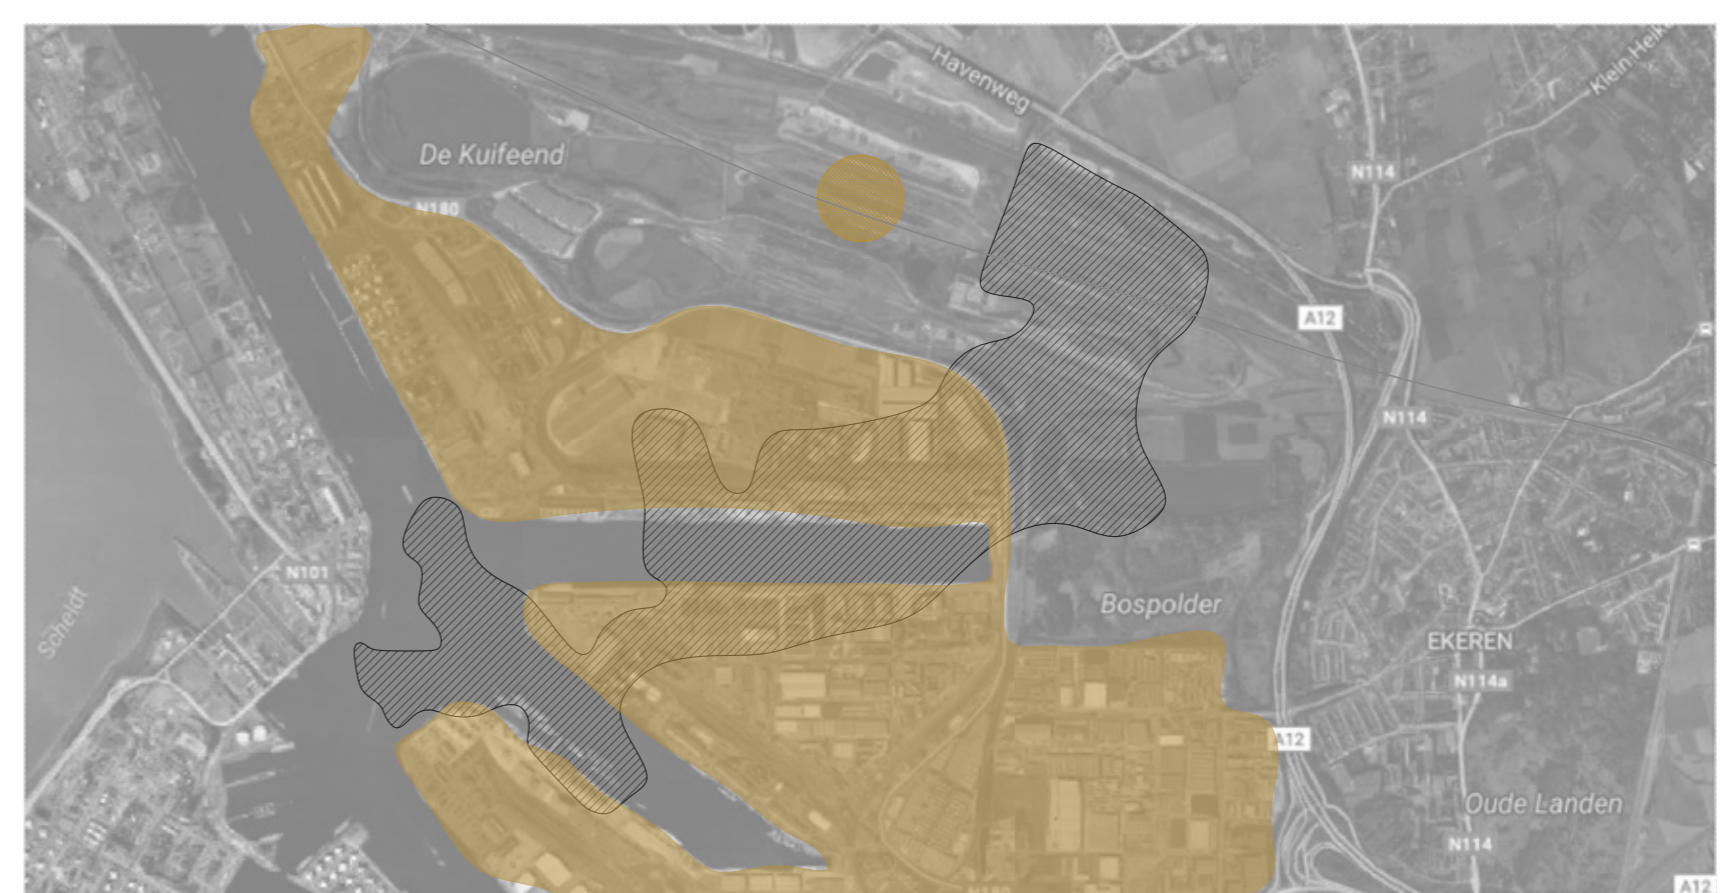 Havenweg
Klein Heik
De Kuifeend
N114
N180
A12
N114
N101
Scheldt
Bospolder
EKEREN
N114a
A12
Oude Landen
N114
N180
A12